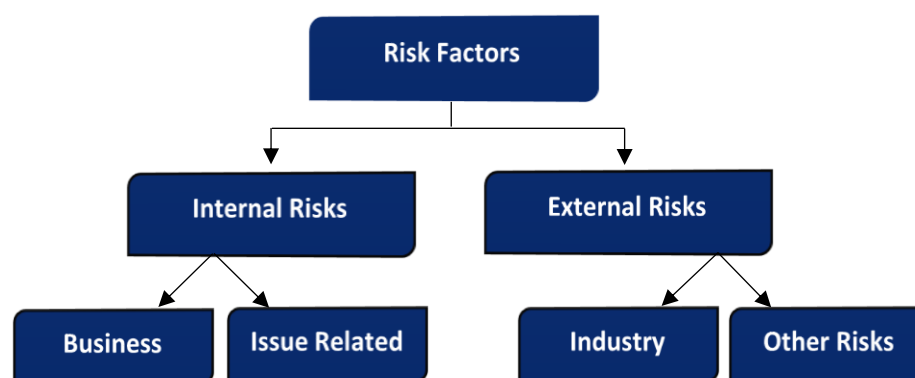 Risk Factors
Internal Risks
External Risks
Business
Issue Related
Industry
Other Risks